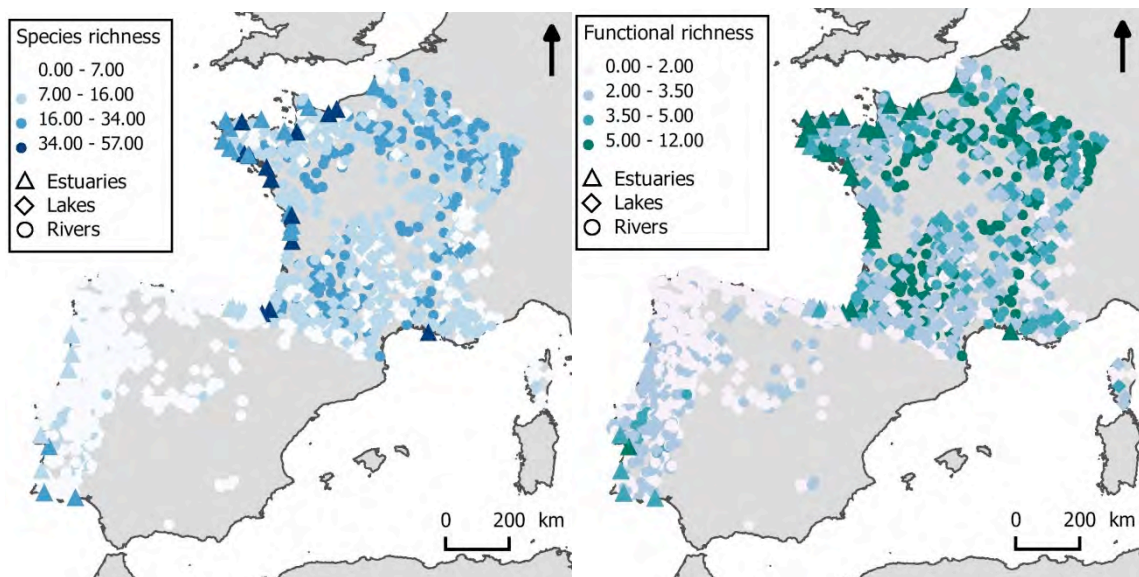 Species richness
0.00 - 7.00
7.00 - 16.00
16.00 - 34.00
34.00 - 57.00
Estuaries
Lakes
Rivers
0 200 km
Functional richness
0.00 - 2.00
2.00 - 3.50
3.50 - 5.00
5.00 - 12.00
Estuaries
Lakes
Rivers
0 200 km